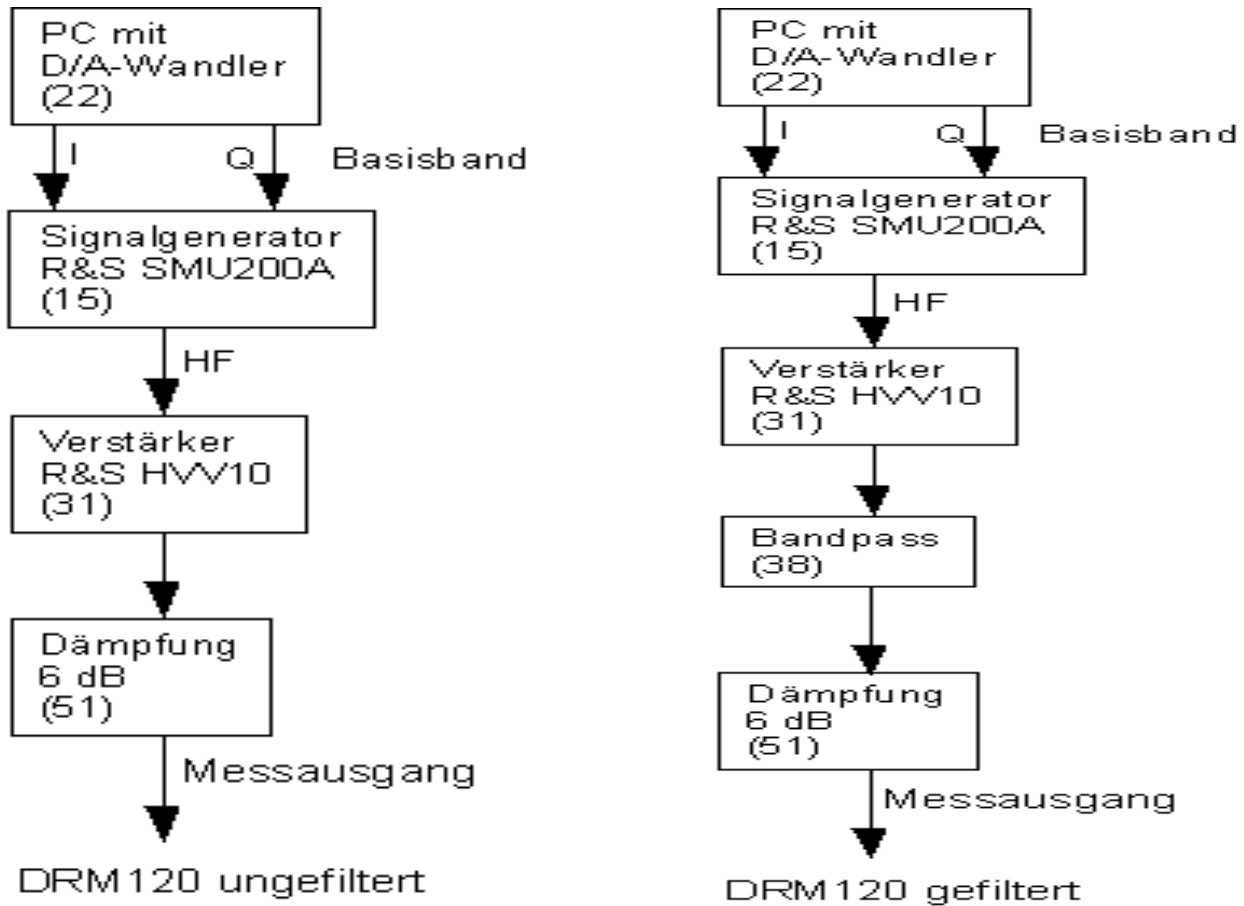 PC mit
D/A-Wandler
(22)
I
Q
Basisband
Signalgenerator
R&S SMU200A
(15)
HF
Verstärker
R&S HVV10
(31)
Dämpfung
6 dB
(51)
Messausgang
DRM120 ungefiltert
PC mit
D/A-Wandler
(22)
I
Q
Basisband
Signalgenerator
R&S SMU200A
(15)
HF
Verstärker
R&S HVV10
(31)
Bandpass
(38)
Dämpfung
6 dB
(51)
Messausgang
DRM120 gefiltert